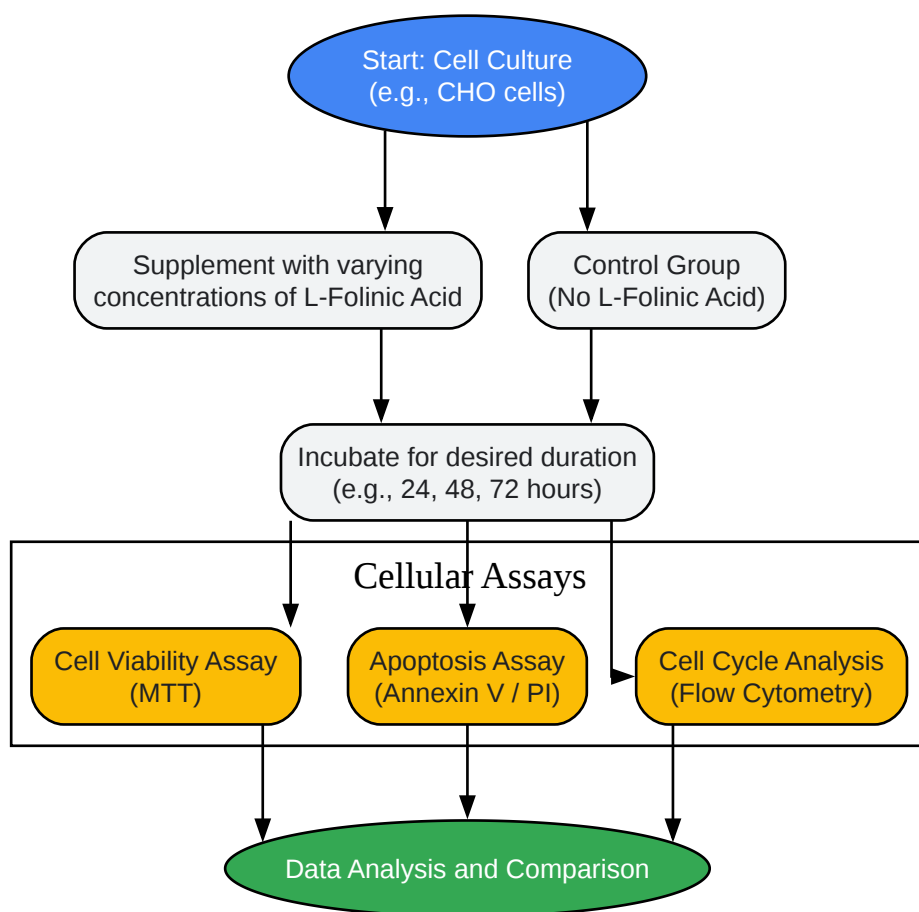 Start: Cell Culture
(e.g., CHO cells)
Supplement with varying
concentrations of L-Folinic Acid
Control Group
(No L-Folinic Acid)
Incubate for desired duration
(e.g., 24, 48, 72 hours)
Cellular Assays
Cell Viability Assay
(MTT)
Apoptosis Assay
(Annexin V / PI)
Cell Cycle Analysis
(Flow Cytometry)
Data Analysis and Comparison